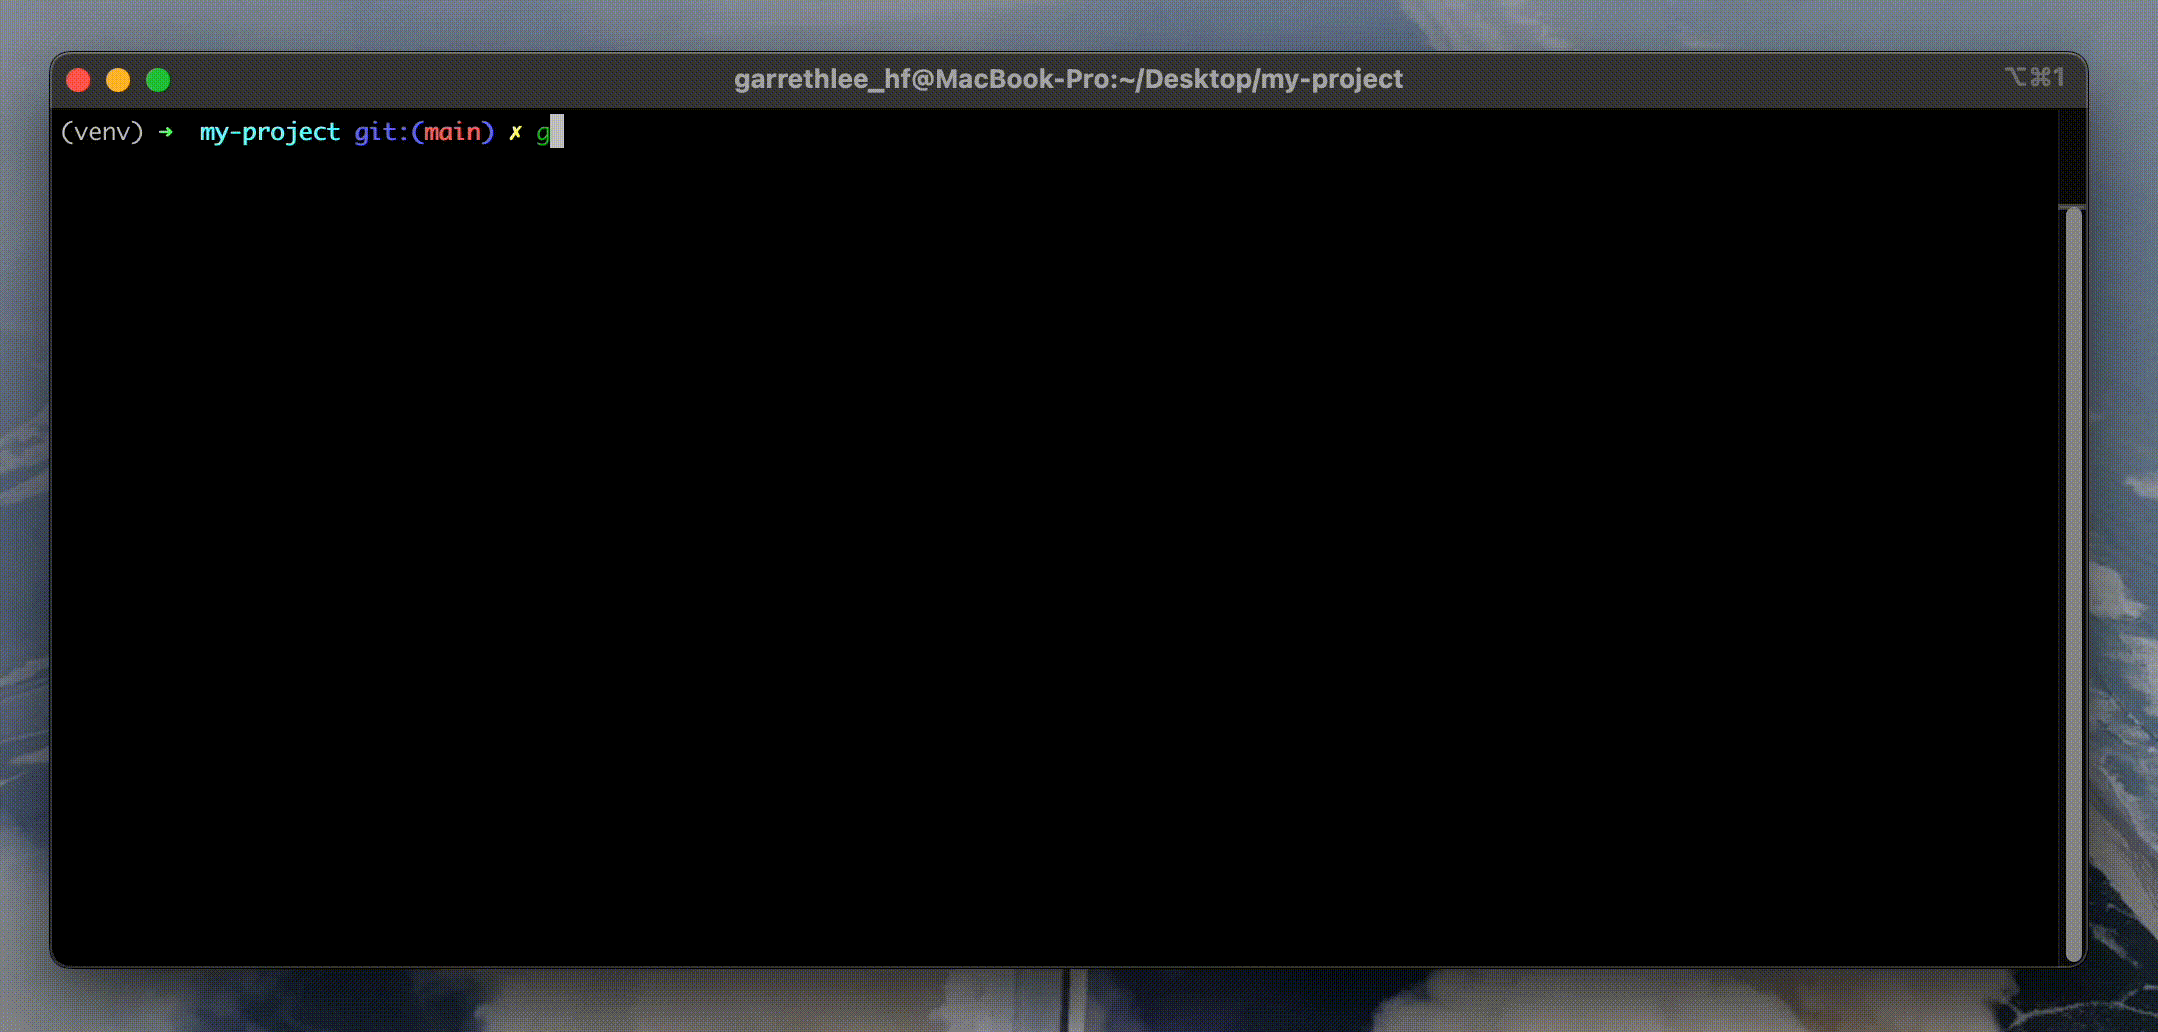 garrethlee_hf@MacBook-Pro:~/Desktop/my-project ⌥⌘1
(venv) ➜ my-project git:(main) ✗ g